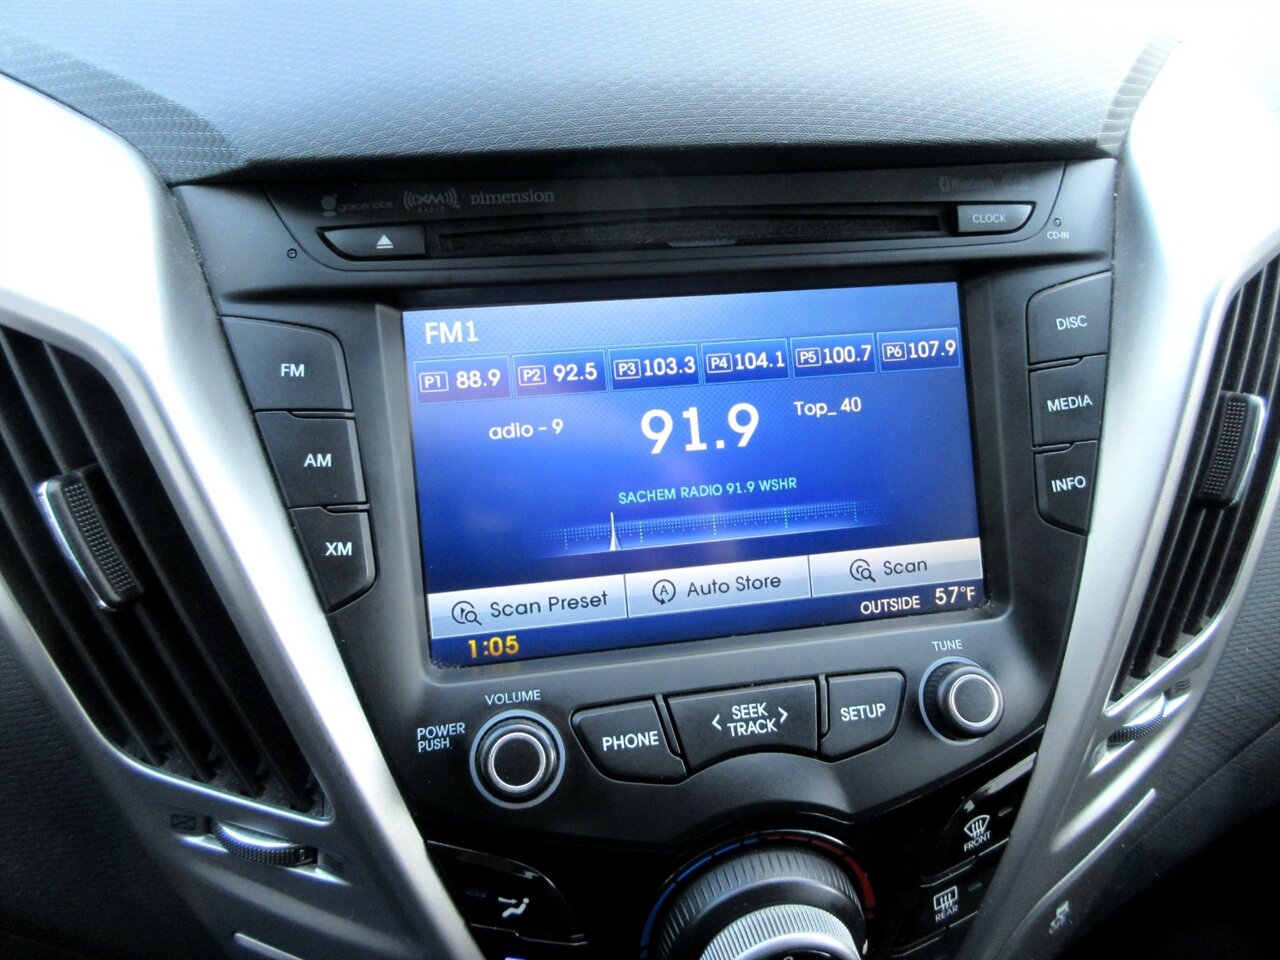 gracenote XM RADIO Dimension Bluetooth
CLOCK
CD-IN
FM1
P1 88.9 P2 92.5 P3 103.3 P4 104.1 P5 100.7 P6 107.9
adio - 9 91.9 Top_ 40
SACHEM RADIO 91.9 WSHR
Scan Preset A Auto Store Scan
1:05 OUTSIDE 57°F
FM
AM
XM
DISC
MEDIA
INFO
POWER
PUSH
VOLUME
PHONE
SEEK
TRACK
SETUP
TUNE
FRONT
REAR